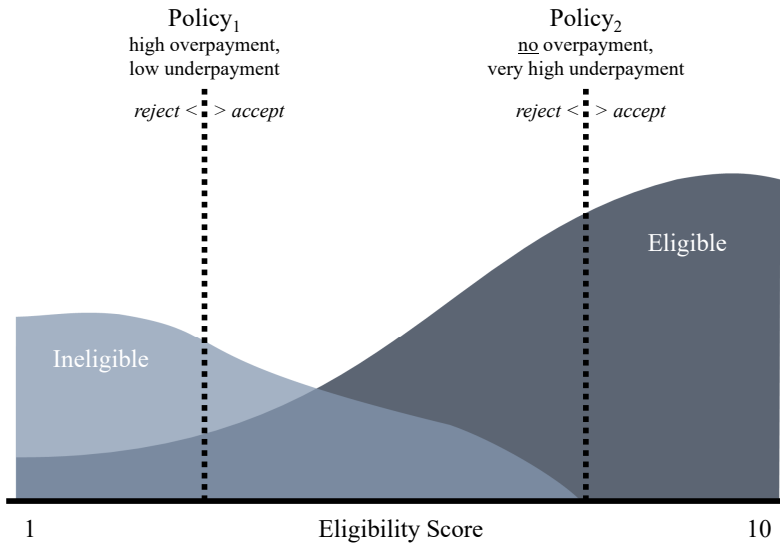 Policy₁
high overpayment,
low underpayment
reject < > accept
Policy₂
no overpayment,
very high underpayment
reject < > accept
Eligible
Ineligible
1
Eligibility Score
10